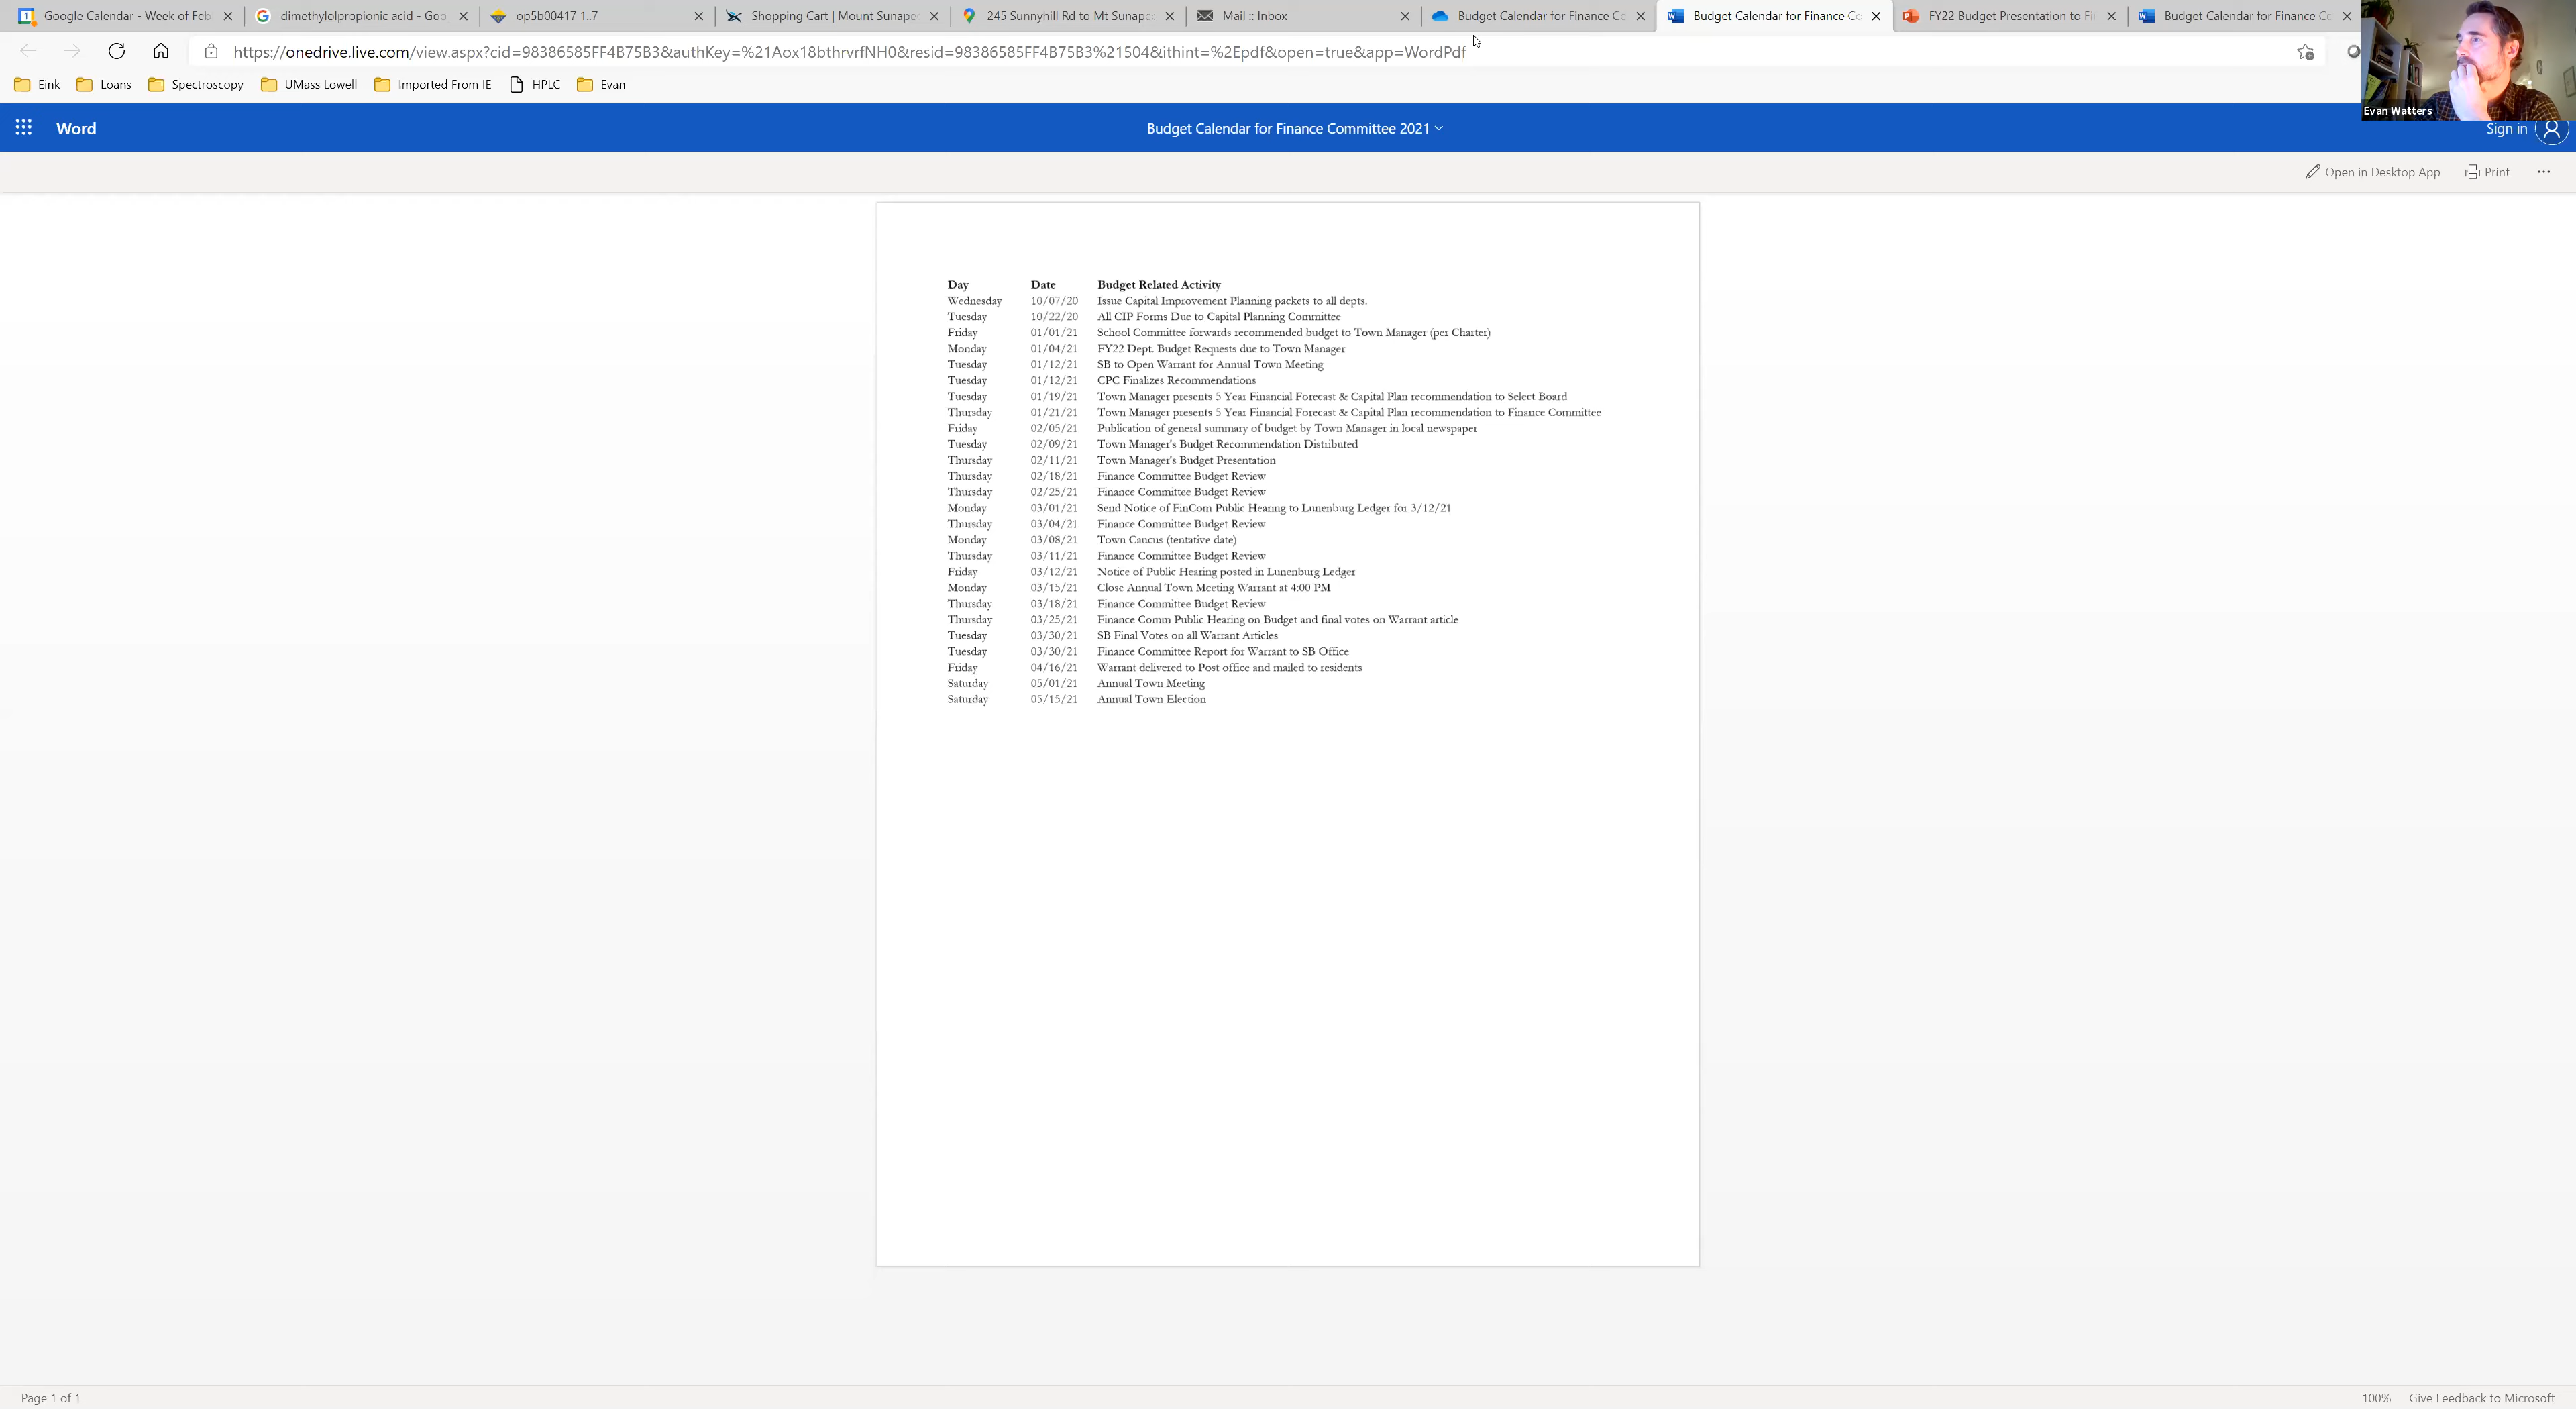 Google Calendar - Week of Feb
dimethylolpropionic acid - Goo
op5b00417 1..7
Shopping Cart | Mount Sunape
245 Sunnyhill Rd to Mt Sunape
Mail :: Inbox
Budget Calendar for Finance Co
Budget Calendar for Finance Co
FY22 Budget Presentation to Fi
Budget Calendar for Finance Co
https://onedrive.live.com/view.aspx?cid=98386585FF4B75B3&authKey=%21Aox18bthrvrfNH0&resid=98386585FF4B75B3%21504&ithint=%2Epdf&open=true&app=WordPdf
Eink Loans Spectroscopy UMass Lowell Imported From IE HPLC Evan
Evan Watters
Word
Budget Calendar for Finance Committee 2021
Sign in
Open in Desktop App Print
Day Date Budget Related Activity
Wednesday 10/07/20 Issue Capital Improvement Planning packets to all depts.
Tuesday 10/22/20 All CIP Forms Due to Capital Planning Committee
Friday 01/01/21 School Committee forwards recommended budget to Town Manager (per Charter)
Monday 01/04/21 FY22 Dept. Budget Requests due to Town Manager
Tuesday 01/12/21 SB to Open Warrant for Annual Town Meeting
Tuesday 01/12/21 CPC Finalizes Recommendations
Tuesday 01/19/21 Town Manager presents 5 Year Financial Forecast & Capital Plan recommendation to Select Board
Thursday 01/21/21 Town Manager presents 5 Year Financial Forecast & Capital Plan recommendation to Finance Committee
Friday 02/05/21 Publication of general summary of budget by Town Manager in local newspaper
Tuesday 02/09/21 Town Manager's Budget Recommendation Distributed
Thursday 02/11/21 Town Manager's Budget Presentation
Thursday 02/18/21 Finance Committee Budget Review
Thursday 02/25/21 Finance Committee Budget Review
Monday 03/01/21 Send Notice of FinCom Public Hearing to Lunenburg Ledger for 3/12/21
Thursday 03/04/21 Finance Committee Budget Review
Monday 03/08/21 Town Caucus (tentative date)
Thursday 03/11/21 Finance Committee Budget Review
Friday 03/12/21 Notice of Public Hearing posted in Lunenburg Ledger
Monday 03/15/21 Close Annual Town Meeting Warrant at 4:00 PM
Thursday 03/18/21 Finance Committee Budget Review
Thursday 03/25/21 Finance Comm Public Hearing on Budget and final votes on Warrant article
Tuesday 03/30/21 SB Final Votes on all Warrant Articles
Tuesday 03/30/21 Finance Committee Report for Warrant to SB Office
Friday 04/16/21 Warrant delivered to Post office and mailed to residents
Saturday 05/01/21 Annual Town Meeting
Saturday 05/15/21 Annual Town Election
Page 1 of 1
100% Give Feedback to Microsoft